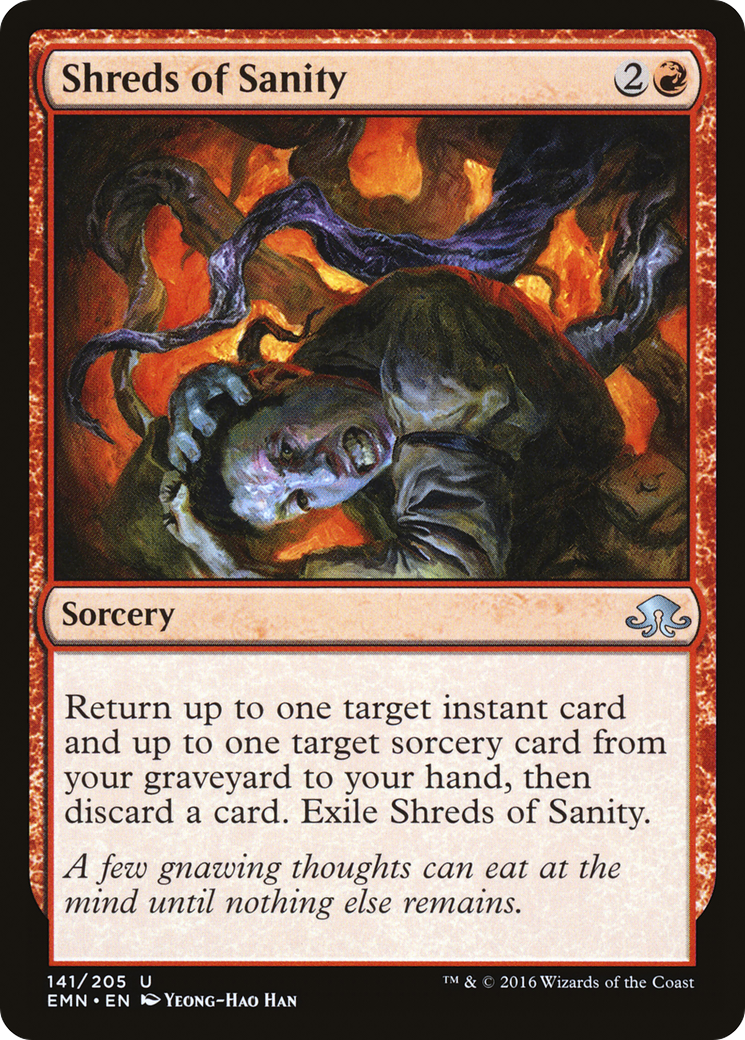 Shreds of Sanity 2
Sorcery
Return up to one target instant card
and up to one target sorcery card from
your graveyard to your hand, then
discard a card. Exile Shreds of Sanity.
A few gnawing thoughts can eat at the
mind until nothing else remains.
141/205 U
™ & © 2016 Wizards of the Coast
EMN • EN Yeong-Hao Han